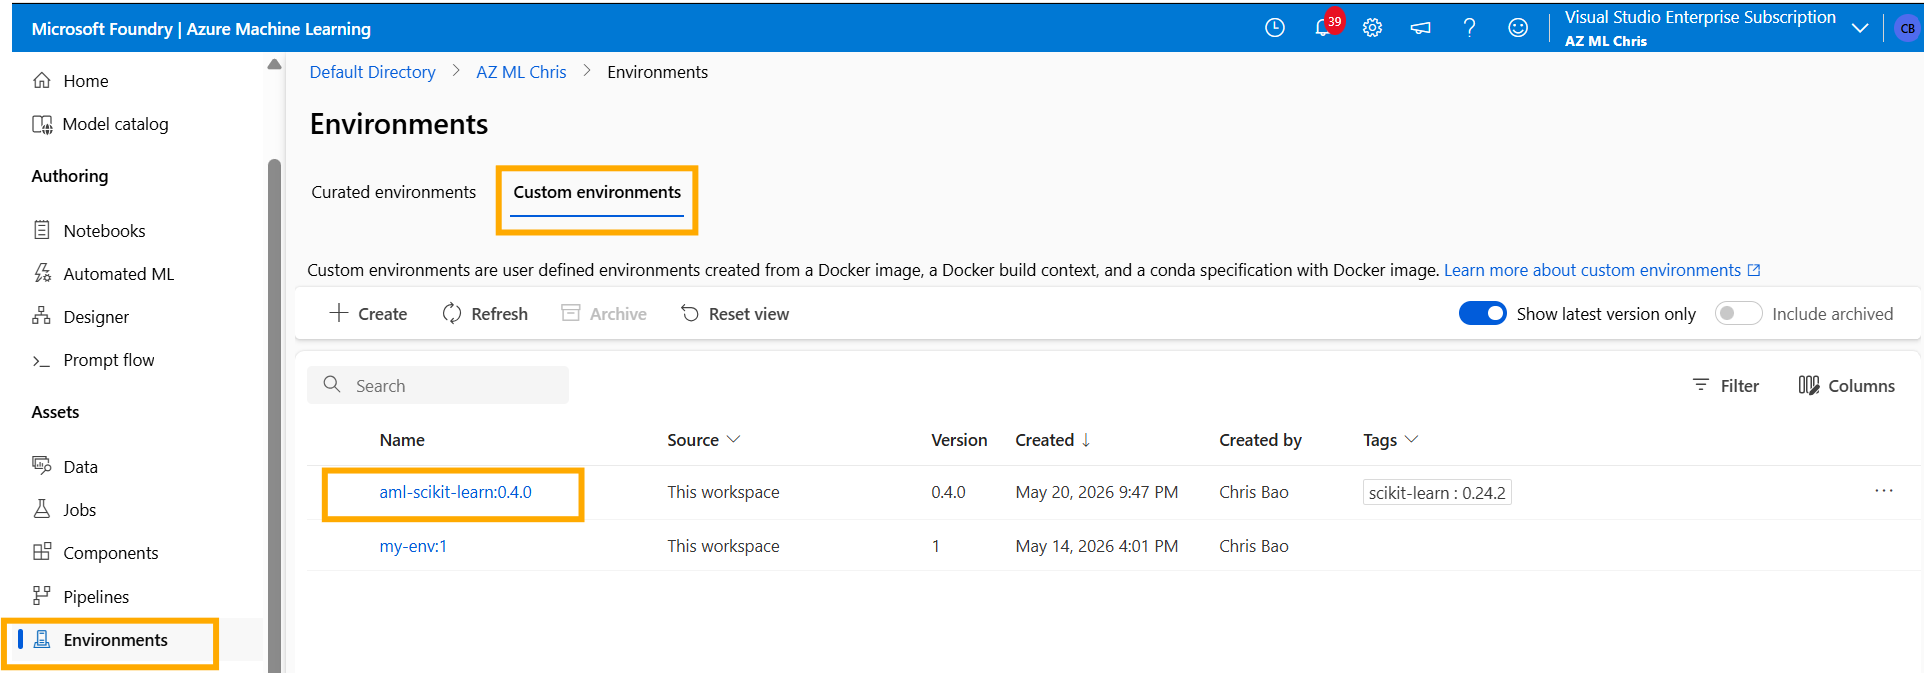 Microsoft Foundry | Azure Machine Learning
39
Visual Studio Enterprise Subscription
AZ ML Chris
CB
Home
Model catalog
Authoring
Notebooks
Automated ML
Designer
Prompt flow
Assets
Data
Jobs
Components
Pipelines
Environments
Default Directory > AZ ML Chris > Environments
Environments
Curated environments Custom environments
Custom environments are user defined environments created from a Docker image, a Docker build context, and a conda specification with Docker image. Learn more about custom environments
Create Refresh Archive Reset view Show latest version only Include archived
Search Filter Columns
Name Source Version Created ↓ Created by Tags
aml-scikit-learn:0.4.0 This workspace 0.4.0 May 20, 2026 9:47 PM Chris Bao scikit-learn : 0.24.2 ...
my-env:1 This workspace 1 May 14, 2026 4:01 PM Chris Bao